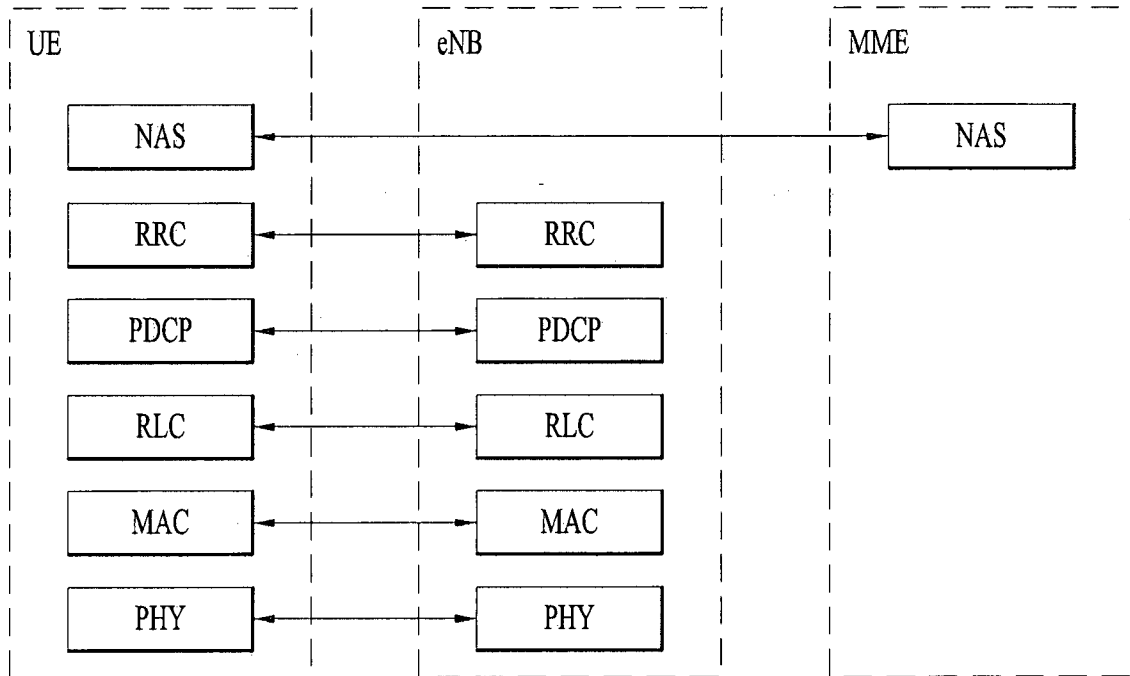 UE eNB MME
NAS NAS
RRC RRC
PDCP PDCP
RLC RLC
MAC MAC
PHY PHY